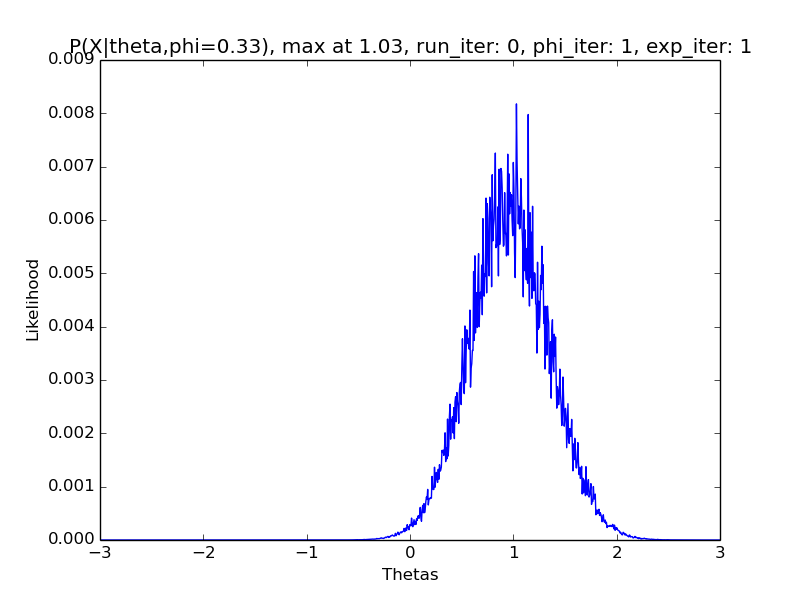 P(X|theta,phi=0.33), max at 1.03, run_iter: 0, phi_iter: 1, exp_iter: 1
0.009
0.008
0.007
0.006
0.005
0.004
0.003
0.002
0.001
0.000
Likelihood
−3 −2 −1 0 1 2 3
Thetas